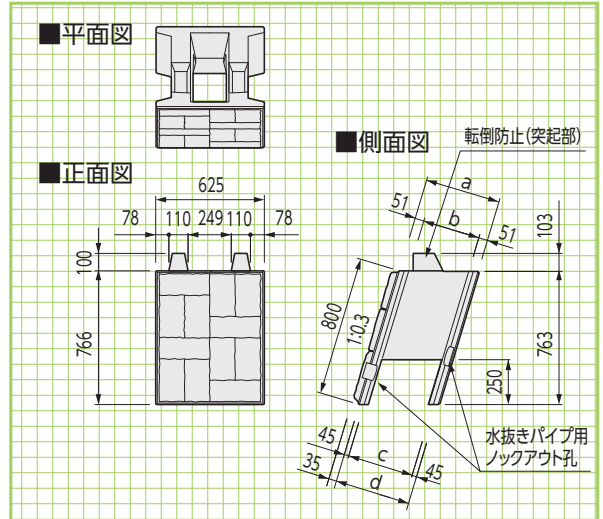 ■平面図
■正面図
625
78 110 249 110 78
100
766
■側面図
転倒防止(突起部)
a
51 b 51
103
800
1:0.3
763
250
45 c 45
35 d
水抜きパイプ用
ノックアウト孔